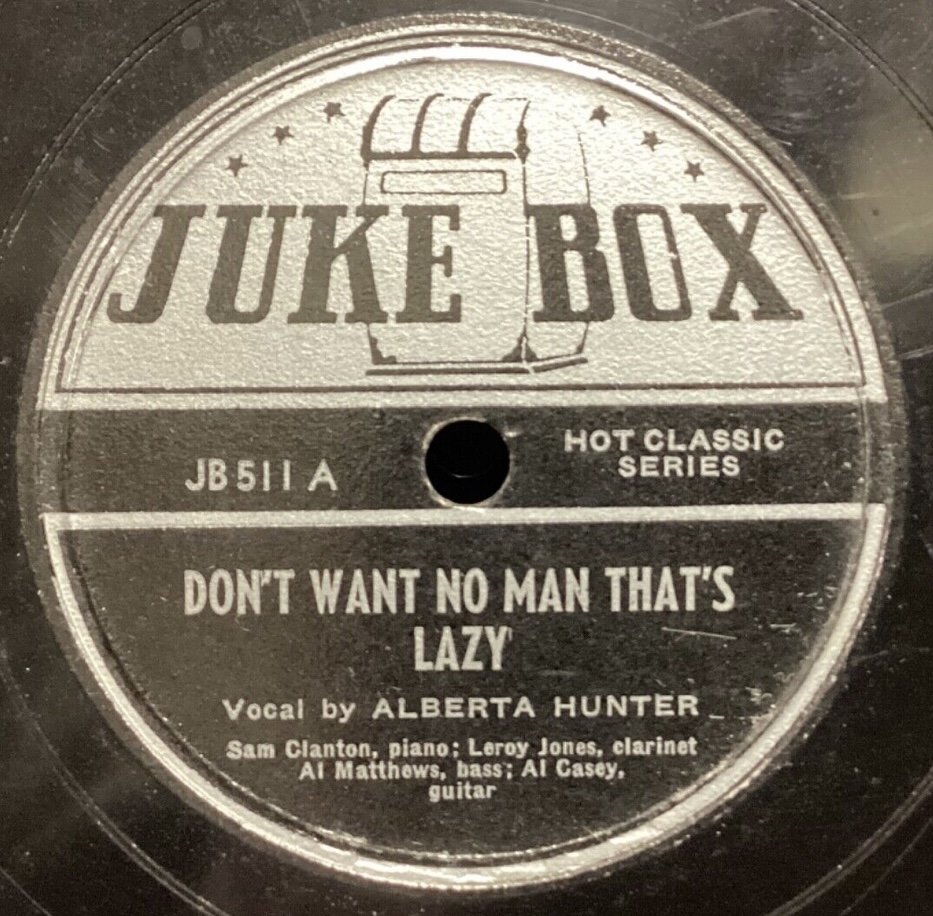 JUKE BOX
JB 511 A
HOT CLASSIC
SERIES
DON'T WANT NO MAN THAT'S
LAZY
Vocal by ALBERTA HUNTER
Sam Clanton, piano; Leroy Jones, clarinet
Al Matthews, bass; Al Casey,
guitar